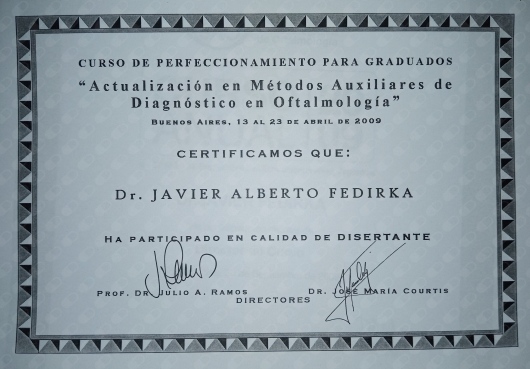 CURSO DE PERFECCIONAMIENTO PARA GRADUADOS
“Actualización en Métodos Auxiliares de
Diagnóstico en Oftalmología”
BUENOS AIRES, 13 AL 23 DE ABRIL DE 2009
CERTIFICAMOS QUE:
Dr. JAVIER ALBERTO FEDIRKA
HA PARTICIPADO EN CALIDAD DE DISERTANTE
PROF. DR. JULIO A. RAMOS DR. JOSÉ MARÍA COURTIS
DIRECTORES